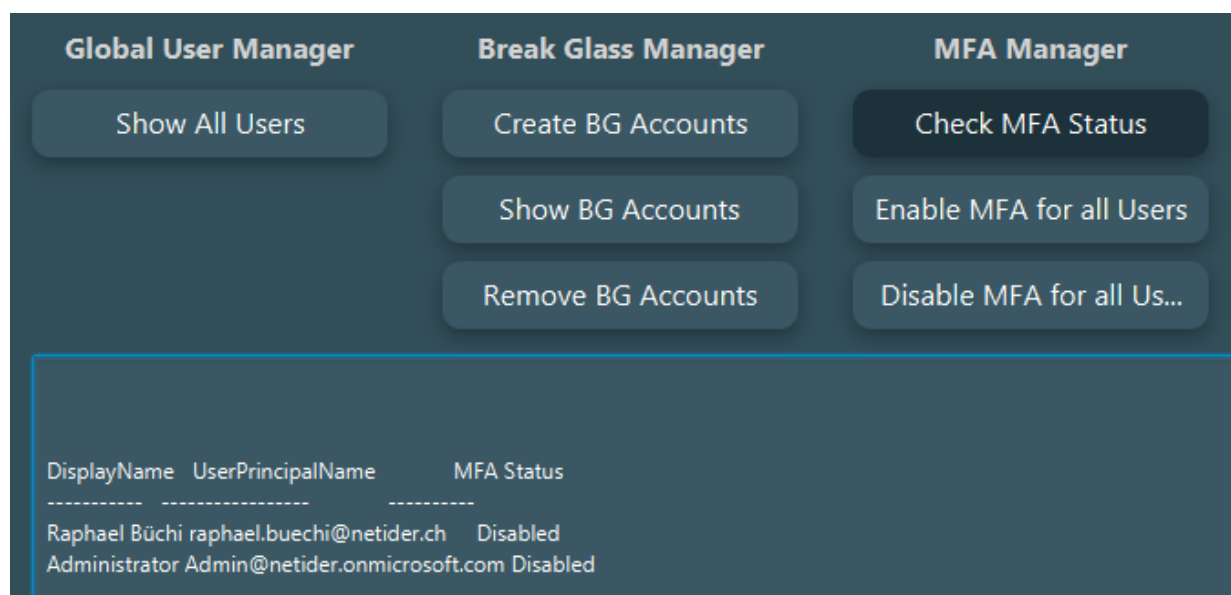 Global User Manager Break Glass Manager MFA Manager
Show All Users Create BG Accounts Check MFA Status
Show BG Accounts Enable MFA for all Users
Remove BG Accounts Disable MFA for all Us...
DisplayName UserPrincipalName MFA Status
----------- ----------------- ----------
Raphael Büchi raphael.buechi@netider.ch Disabled
Administrator Admin@netider.onmicrosoft.com Disabled